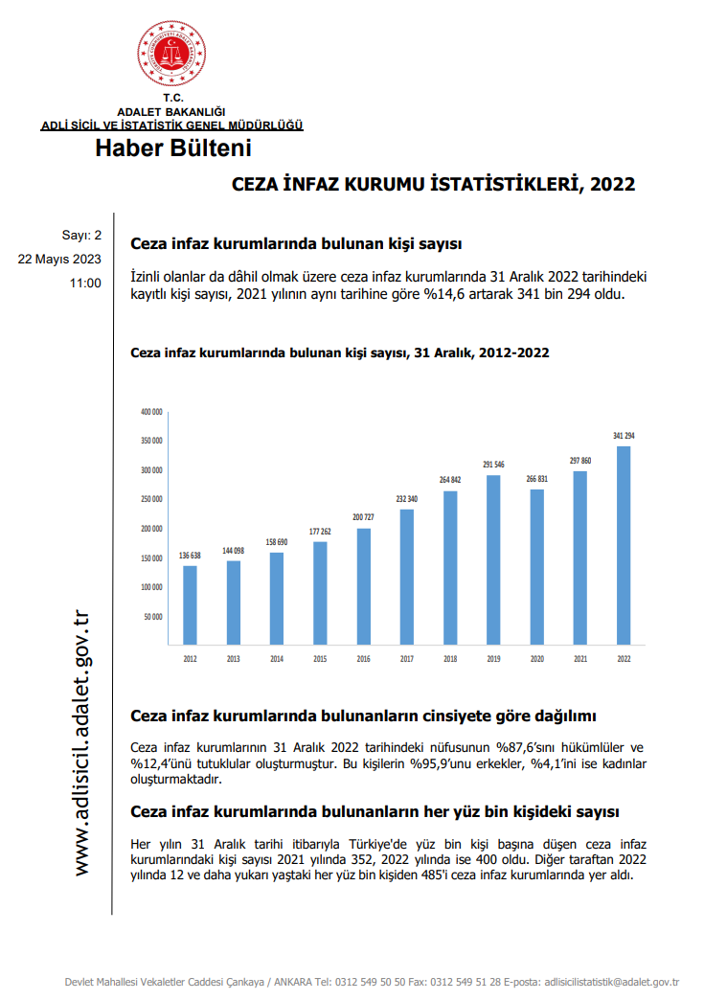 T.C.
ADALET BAKANLIĞI
ADLİ SİCİL VE İSTATİSTİK GENEL MÜDÜRLÜĞÜ
Haber Bülteni
CEZA İNFAZ KURUMU İSTATİSTİKLERİ, 2022
Sayı: 2
22 Mayıs 2023
11:00
Ceza infaz kurumlarında bulunan kişi sayısı
İzinli olanlar da dâhil olmak üzere ceza infaz kurumlarında 31 Aralık 2022 tarihindeki
kayıtlı kişi sayısı, 2021 yılının aynı tarihine göre %14,6 artarak 341 bin 294 oldu.
Ceza infaz kurumlarında bulunan kişi sayısı, 31 Aralık, 2012-2022
400 000
350 000
300 000
250 000
200 000
150 000
100 000
50 000
136 638
144 098
158 690
177 262
200 727
232 340
264 842
291 546
266 831
297 860
341 294
2012
2013
2014
2015
2016
2017
2018
2019
2020
2021
2022
www.adlisicil.adalet.gov.tr
Ceza infaz kurumlarında bulunanların cinsiyete göre dağılımı
Ceza infaz kurumlarının 31 Aralık 2022 tarihindeki nüfusunun %87,6’sını hükümlüler ve
%12,4’ünü tutuklular oluşturmuştur. Bu kişilerin %95,9’unu erkekler, %4,1’ini ise kadınlar
oluşturmaktadır.
Ceza infaz kurumlarında bulunanların her yüz bin kişideki sayısı
Her yılın 31 Aralık tarihi itibarıyla Türkiye'de yüz bin kişi başına düşen ceza infaz
kurumlarındaki kişi sayısı 2021 yılında 352, 2022 yılında ise 400 oldu. Diğer taraftan 2022
yılında 12 ve daha yukarı yaştaki her yüz bin kişiden 485'i ceza infaz kurumlarında yer aldı.
Devlet Mahallesi Vekaletler Caddesi Çankaya / ANKARA Tel: 0312 549 50 50 Fax: 0312 549 51 28 E-posta: adlisicilistatistik@adalet.gov.tr